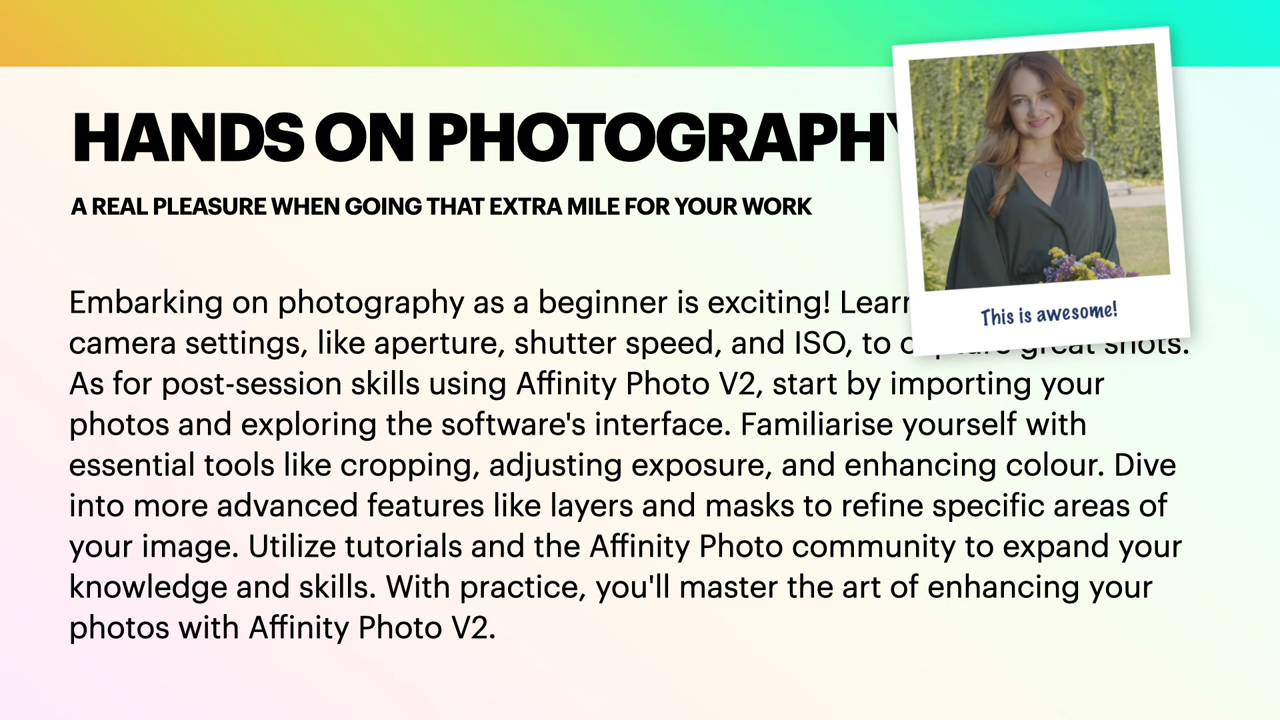 HANDS ON PHOTOGRAPHY
A REAL PLEASURE WHEN GOING THAT EXTRA MILE FOR YOUR WORK
This is awesome!
Embarking on photography as a beginner is exciting! Learn
camera settings, like aperture, shutter speed, and ISO, to capture great shots.
As for post-session skills using Affinity Photo V2, start by importing your
photos and exploring the software's interface. Familiarise yourself with
essential tools like cropping, adjusting exposure, and enhancing colour. Dive
into more advanced features like layers and masks to refine specific areas of
your image. Utilize tutorials and the Affinity Photo community to expand your
knowledge and skills. With practice, you'll master the art of enhancing your
photos with Affinity Photo V2.